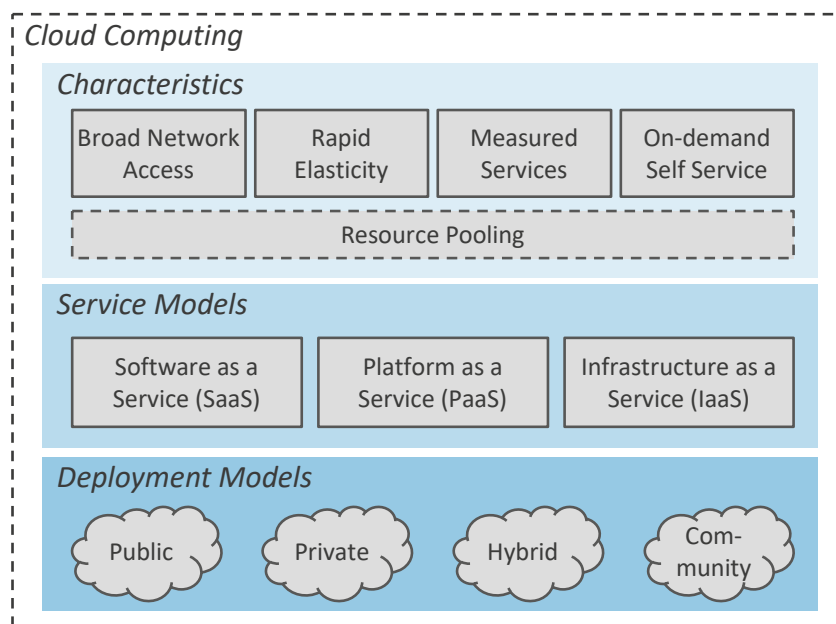 Cloud Computing
Characteristics
Broad Network
Access
Rapid
Elasticity
Measured
Services
On-demand
Self Service
Resource Pooling
Service Models
Software as a
Service (SaaS)
Platform as a
Service (PaaS)
Infrastructure as a
Service (IaaS)
Deployment Models
Public
Private
Hybrid
Com-
munity